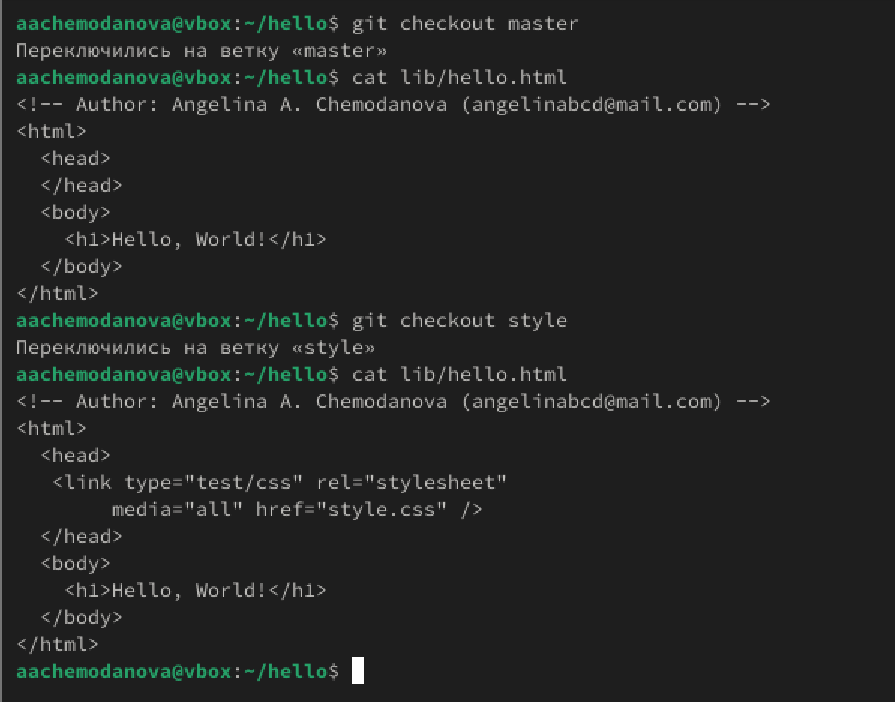 aachemodanova@vbox:~/hello$ git checkout master
Переключились на ветку «master»
aachemodanova@vbox:~/hello$ cat lib/hello.html
<!-- Author: Angelina A. Chemodanova (angelinabcd@mail.com) -->
<html>
  <head>
  </head>
  <body>
    <h1>Hello, World!</h1>
  </body>
</html>
aachemodanova@vbox:~/hello$ git checkout style
Переключились на ветку «style»
aachemodanova@vbox:~/hello$ cat lib/hello.html
<!-- Author: Angelina A. Chemodanova (angelinabcd@mail.com) -->
<html>
  <head>
   <link type="test/css" rel="stylesheet"
        media="all" href="style.css" />
  </head>
  <body>
    <h1>Hello, World!</h1>
  </body>
</html>
aachemodanova@vbox:~/hello$